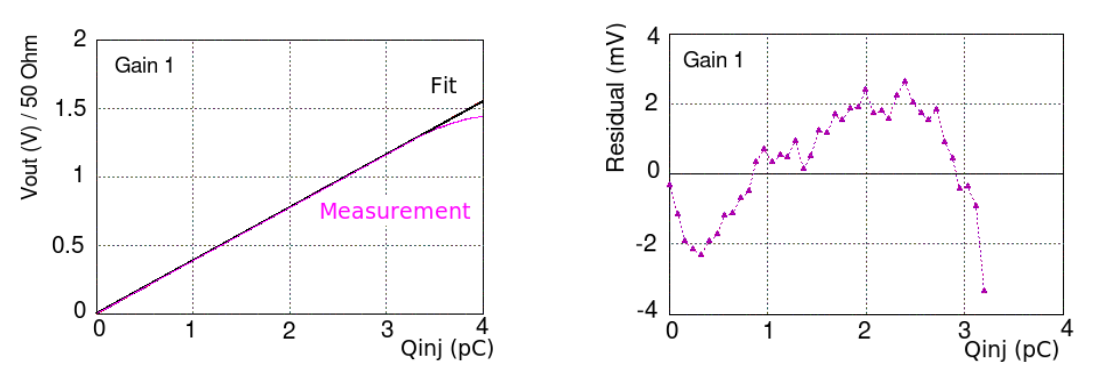 Vout (V) / 50 Ohm
2
1.5
1
0.5
0
Gain 1
Fit
Measurement
0 1 2 3 4
Qinj (pC)
Residual (mV)
4
2
0
-2
-4
Gain 1
0 1 2 3 4
Qinj (pC)